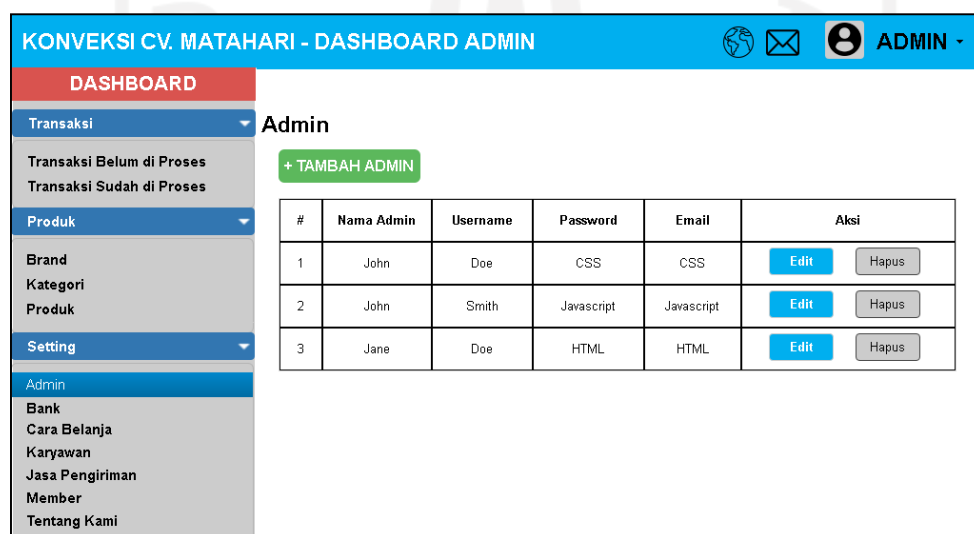 KONVEKSI CV. MATAHARI - DASHBOARD ADMIN
ADMIN
DASHBOARD
Transaksi
Transaksi Belum di Proses
Transaksi Sudah di Proses
Produk
Brand
Kategori
Produk
Setting
Admin
Bank
Cara Belanja
Karyawan
Jasa Pengiriman
Member
Tentang Kami
Admin
+ TAMBAH ADMIN
# Nama Admin Username Password Email Aksi
1 John Doe CSS CSS Edit Hapus
2 John Smith Javascript Javascript Edit Hapus
3 Jane Doe HTML HTML Edit Hapus